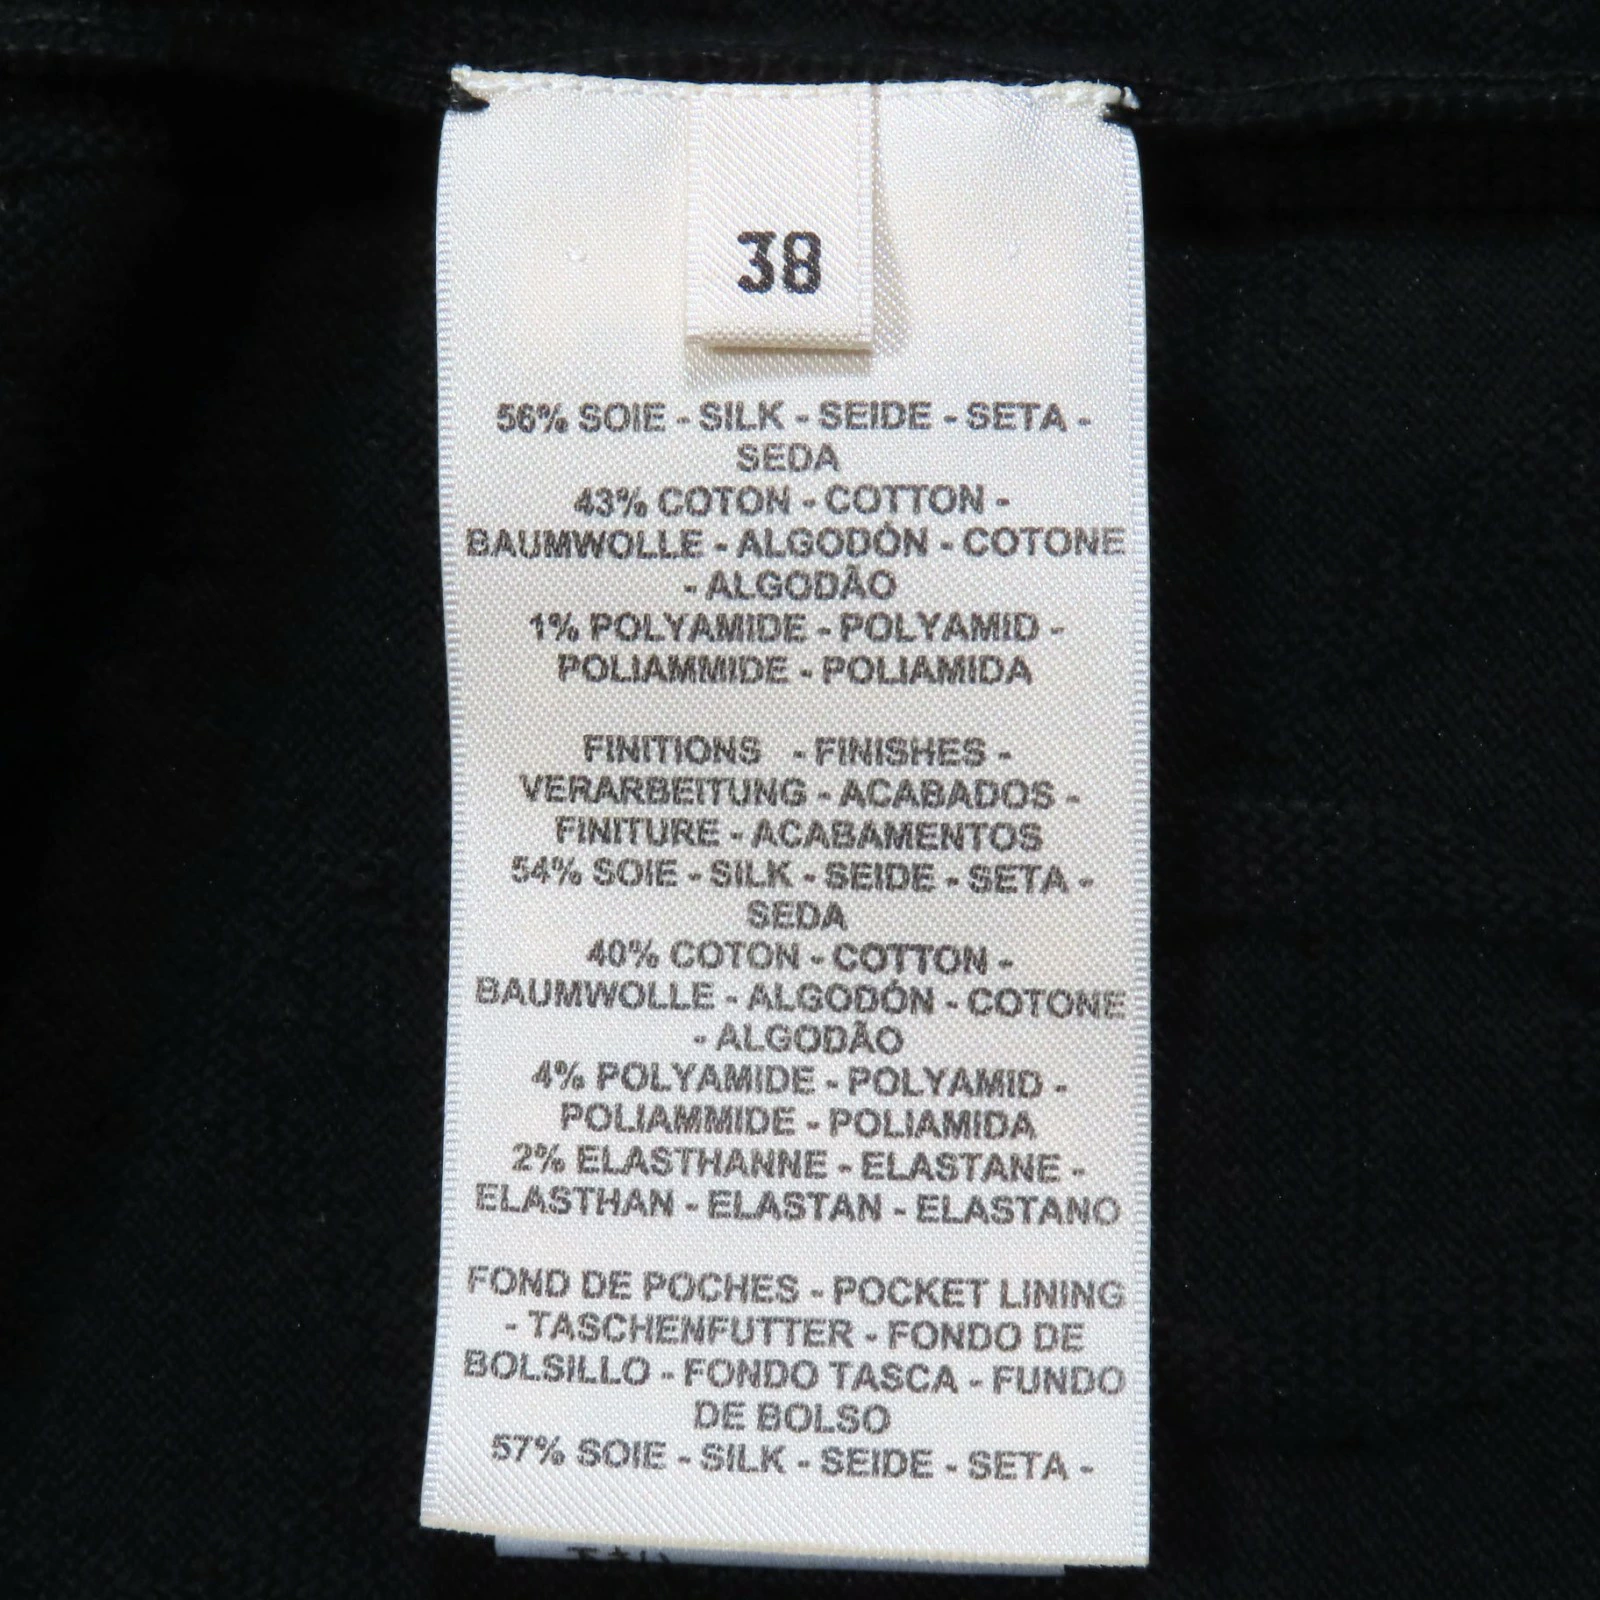 38
56% SOIE - SILK - SEIDE - SETA -
SEDA
43% COTON - COTTON -
BAUMWOLLE - ALGODÓN - COTONE
- ALGODÃO
1% POLYAMIDE - POLYAMID -
POLIAMMIDE - POLIAMIDA
FINITIONS - FINISHES -
VERARBEITUNG - ACABADOS -
FINITURE - ACABAMENTOS
54% SOIE - SILK - SEIDE - SETA -
SEDA
40% COTON - COTTON -
BAUMWOLLE - ALGODÓN - COTONE
- ALGODÃO
4% POLYAMIDE - POLYAMID -
POLIAMMIDE - POLIAMIDA
2% ELASTHANNE - ELASTANE -
ELASTHAN - ELASTAN - ELASTANO
FOND DE POCHES - POCKET LINING
- TASCHENFUTTER - FONDO DE
BOLSILLO - FONDO TASCA - FUNDO
DE BOLSO
57% SOIE - SILK - SEIDE - SETA -